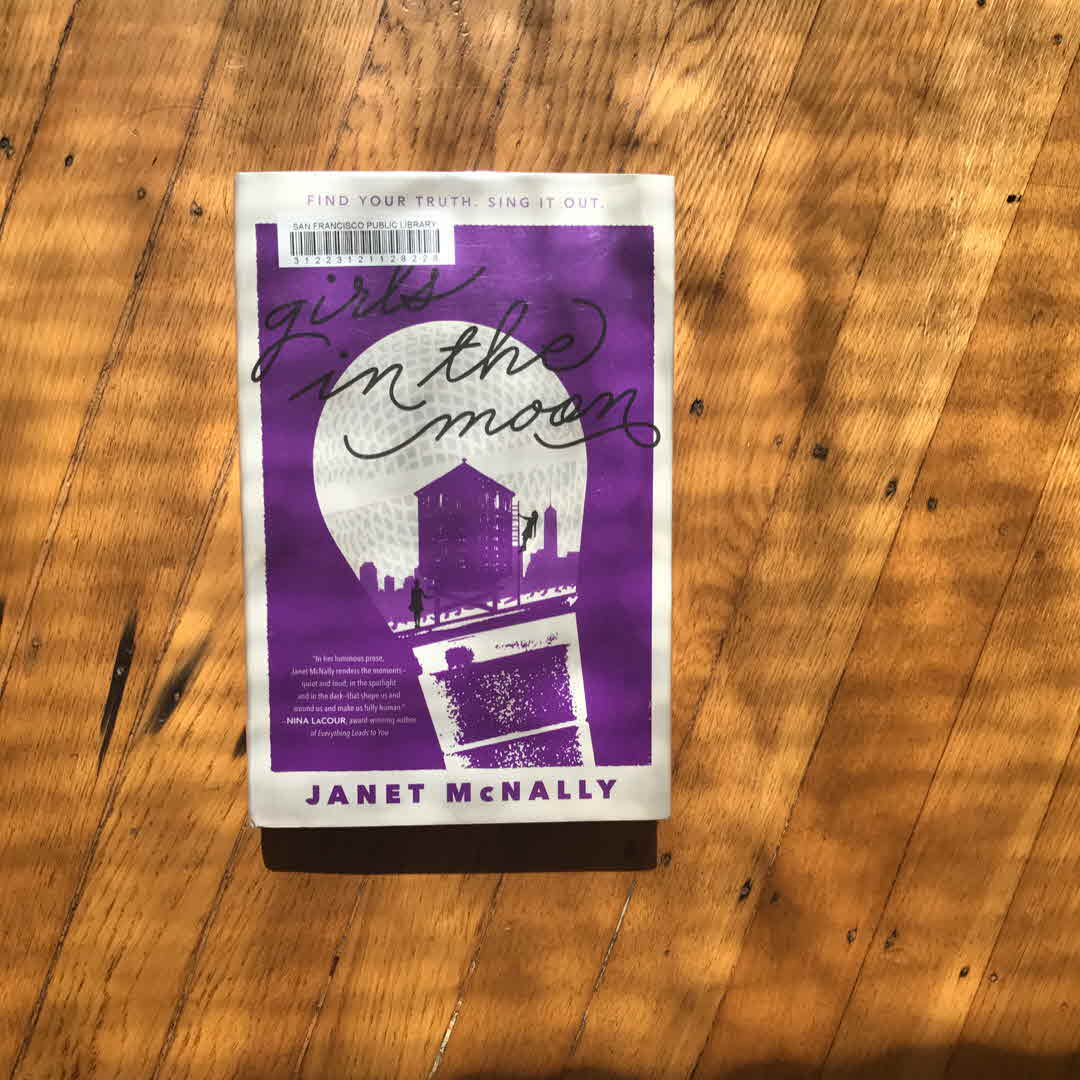 FIND YOUR TRUTH. SING IT OUT.
SAN FRANCISCO PUBLIC LIBRARY
31223121128228
girls
in the
moon
"In her luminous prose,
Janet McNally renders the moments–
quiet and loud, in the spotlight
and in the dark–that shape us and
wound us and make us fully human."
–NINA LACOUR, award-winning author
of Everything Leads to You
JANET McNALLY